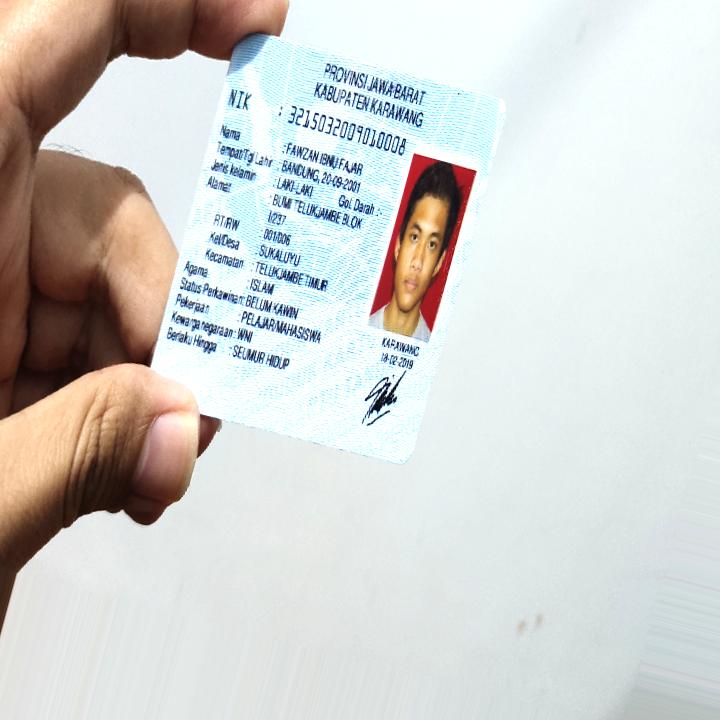 PROVINSI JAWA BARAT
KABUPATEN KARAWANG
NIK : 3215032009010008
Nama : FAWZAN IBNU FAJAR
Tempat/Tgl Lahir : BANDUNG, 20-09-2001
Jenis kelamin : LAKI-LAKI Gol. Darah : -
Alamat : BUMI TELUKJAMBE BLOK
I/237
RT/RW : 001/006
Kel/Desa : SUKALUYU
Kecamatan : TELUKJAMBE TIMUR
Agama : ISLAM
Status Perkawinan: BELUM KAWIN
Pekerjaan : PELAJAR/MAHASISWA
Kewarganegaraan: WNI
Berlaku Hingga : SEUMUR HIDUP
KARAWANG
18-02-2019